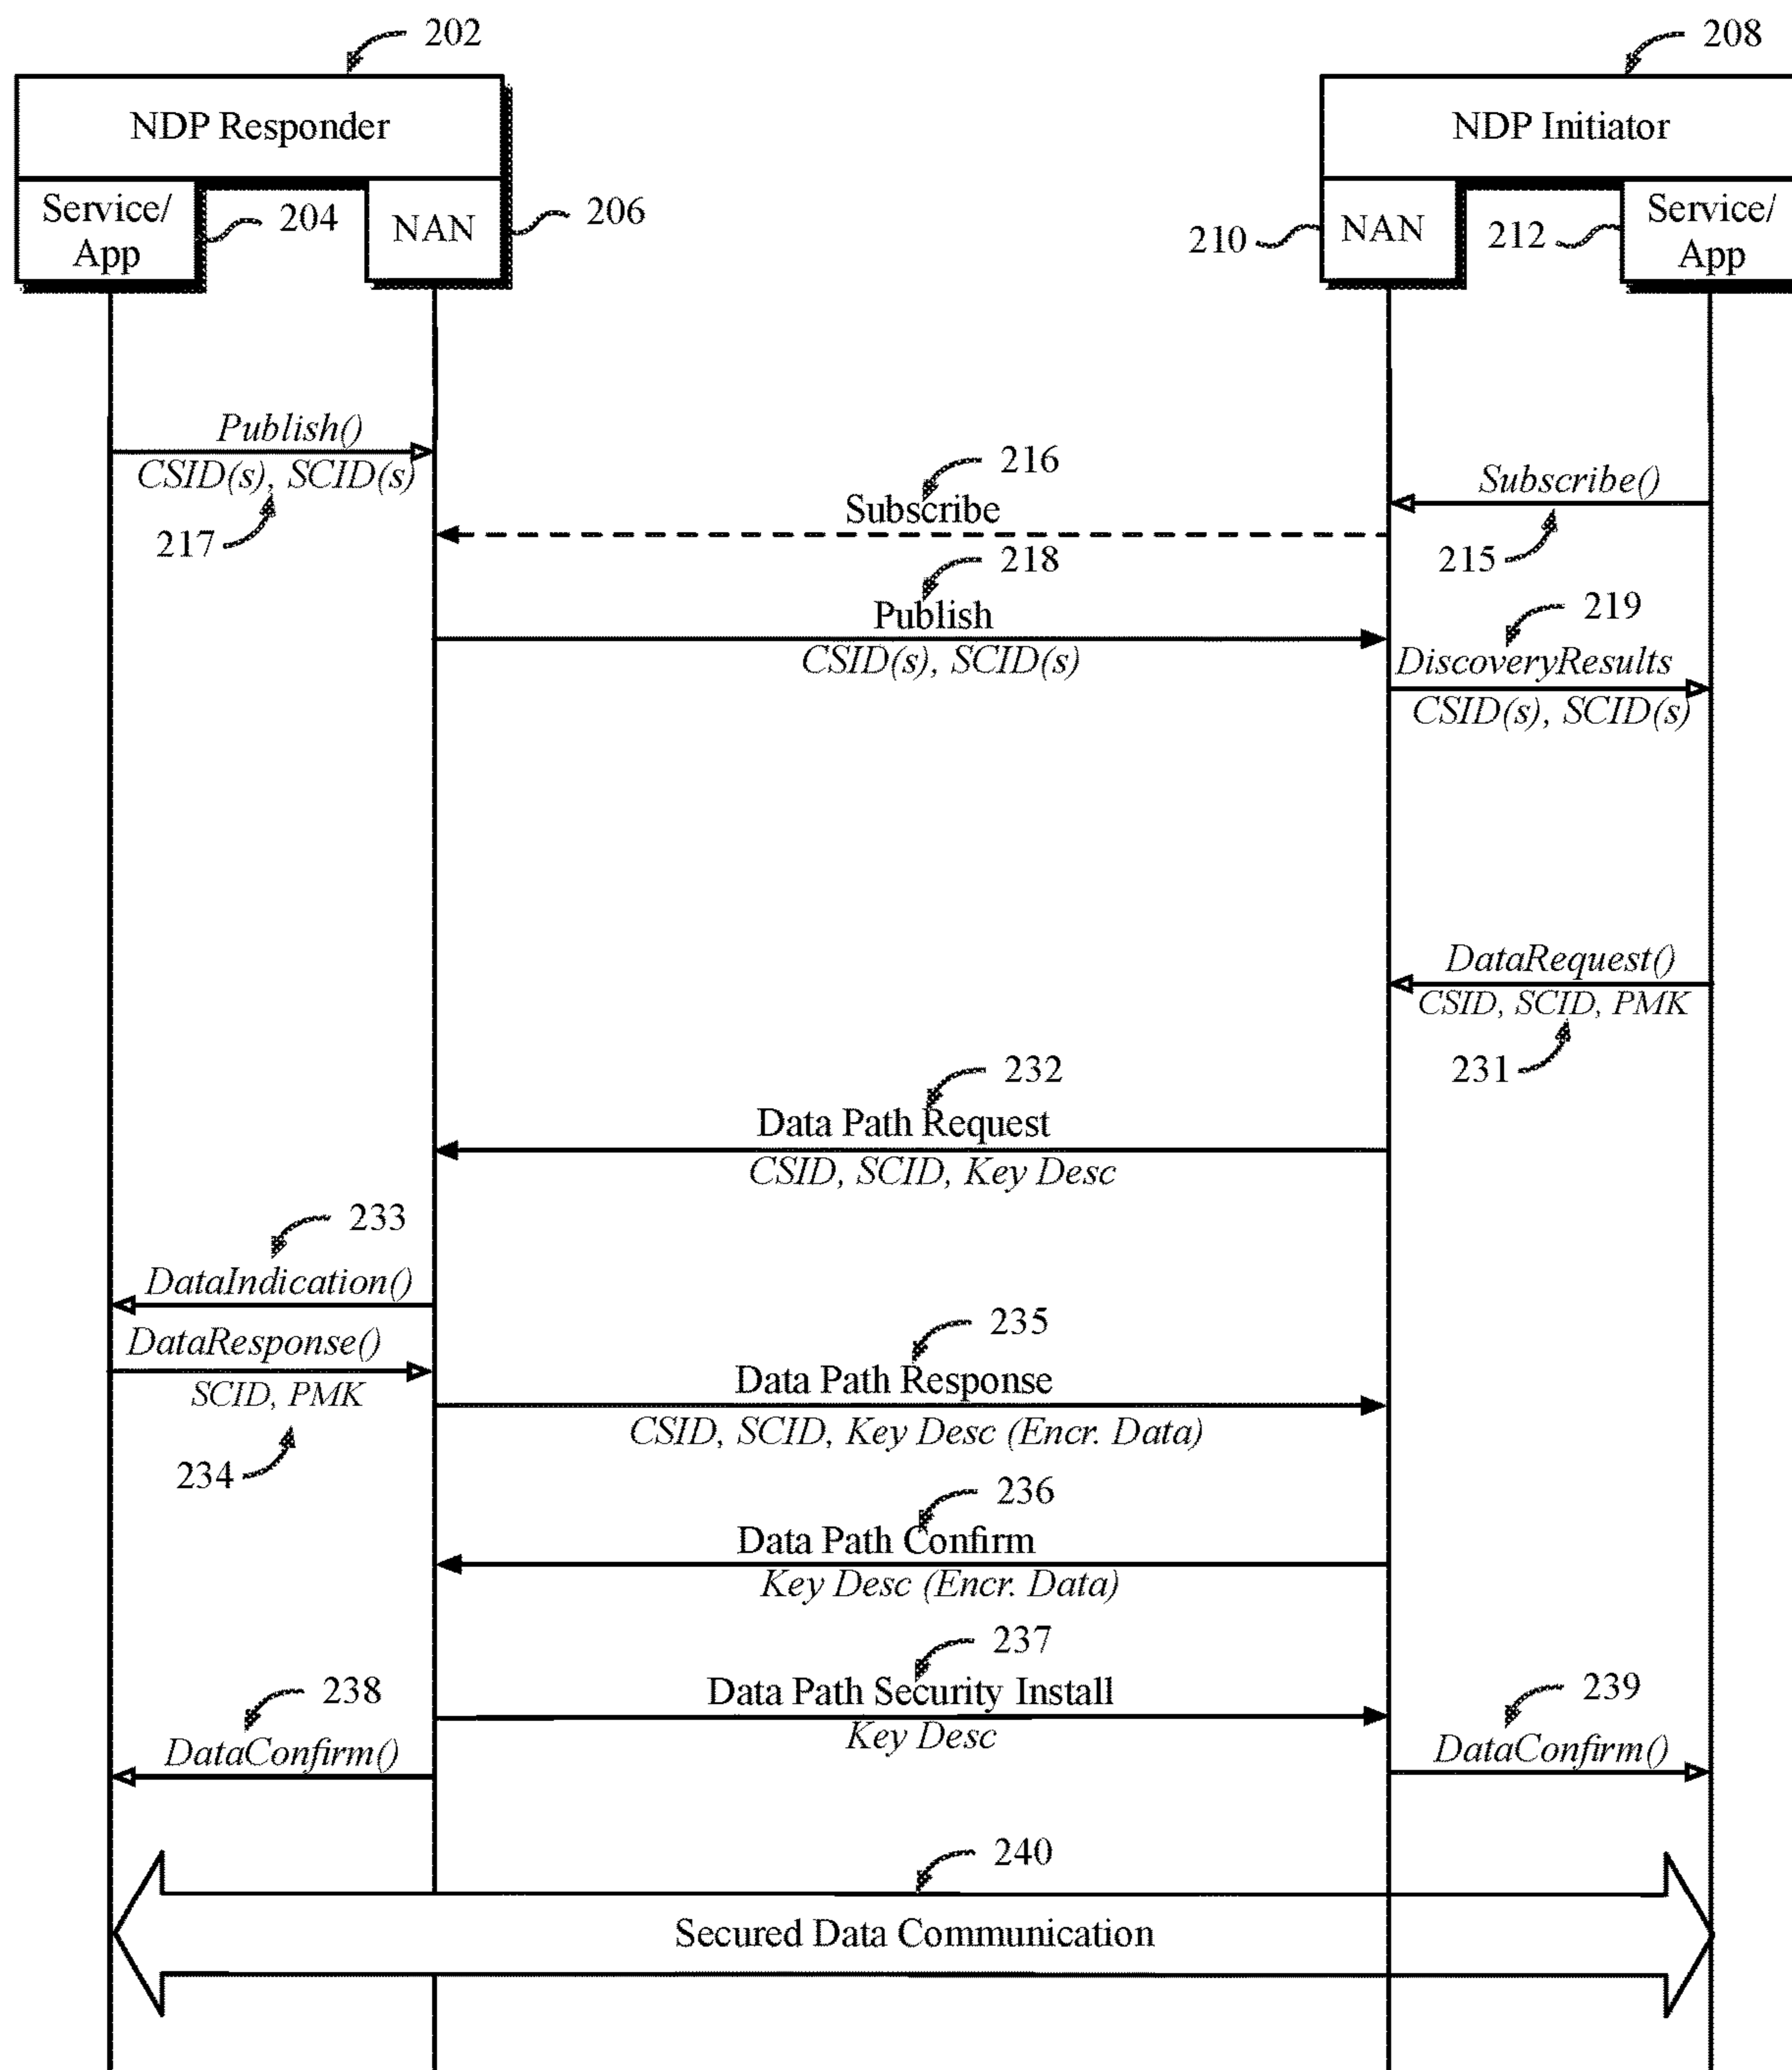 202
208
NDP Responder
NDP Initiator
Service/
App
204
NAN
206
210
NAN
212
Service/
App
Publish()
CSID(s), SCID(s)
217
216
Subscribe
Subscribe()
215
218
Publish
CSID(s), SCID(s)
219
DiscoveryResults
CSID(s), SCID(s)
DataRequest()
CSID, SCID, PMK
231
232
Data Path Request
CSID, SCID, Key Desc
233
DataIndication()
DataResponse()
SCID, PMK
234
235
Data Path Response
CSID, SCID, Key Desc (Encr. Data)
236
Data Path Confirm
Key Desc (Encr. Data)
237
Data Path Security Install
Key Desc
238
DataConfirm()
239
DataConfirm()
240
Secured Data Communication